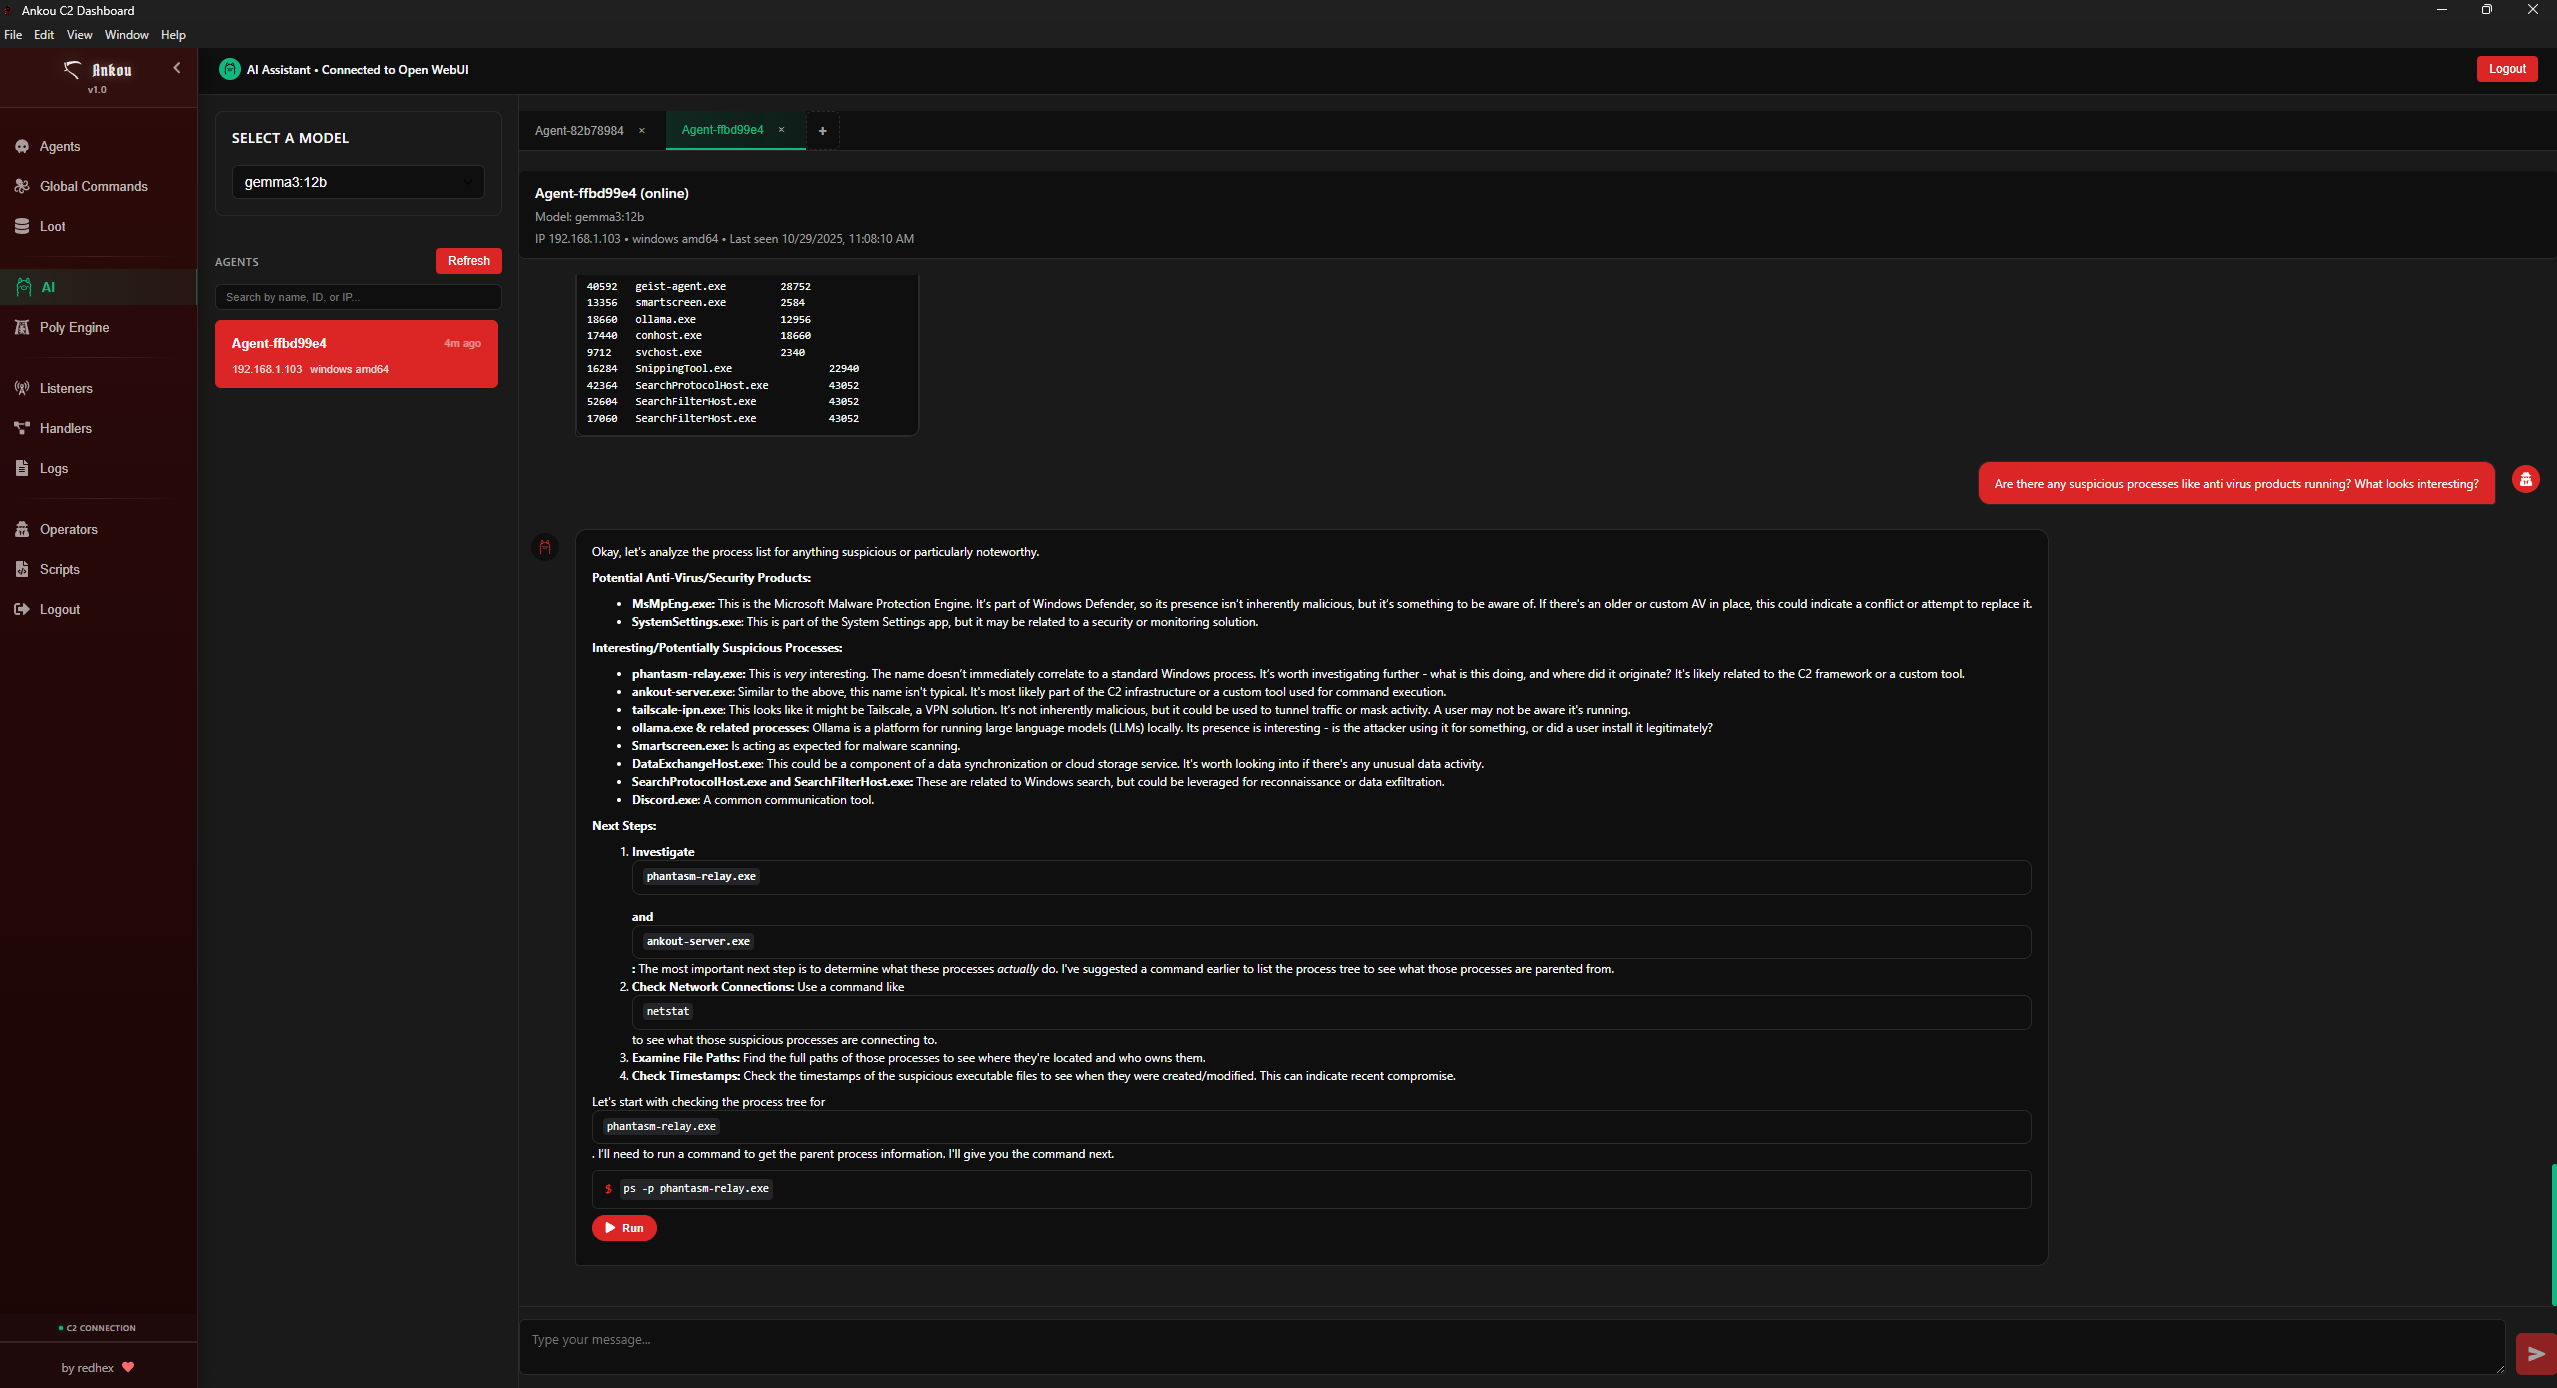 Ankou C2 Dashboard
File Edit View Window Help
Ankou
v1.0
Agents
Global Commands
Loot
AI
Poly Engine
Listeners
Handlers
Logs
Operators
Scripts
Logout
C2 CONNECTION
by redhex
AI Assistant • Connected to Open WebUI
Logout
SELECT A MODEL
gemma3:12b
AGENTS
Refresh
Search by name, ID, or IP...
Agent-ffbd99e4 4m ago
192.168.1.103 windows amd64
Agent-82b78984 × Agent-ffbd99e4 × +
Agent-ffbd99e4 (online)
Model: gemma3:12b
IP 192.168.1.103 • windows amd64 • Last seen 10/29/2025, 11:08:10 AM
40592 geist-agent.exe 28752
13356 smartscreen.exe 2584
18660 ollama.exe 12956
17440 conhost.exe 18660
9712 svchost.exe 2340
16284 SnippingTool.exe 22940
42364 SearchProtocolHost.exe 43052
52604 SearchFilterHost.exe 43052
17060 SearchFilterHost.exe 43052
Are there any suspicious processes like anti virus products running? What looks interesting?
Okay, let's analyze the process list for anything suspicious or particularly noteworthy.
Potential Anti-Virus/Security Products:
• MsMpEng.exe: This is the Microsoft Malware Protection Engine. It's part of Windows Defender, so its presence isn't inherently malicious, but it's something to be aware of. If there's an older or custom AV in place, this could indicate a conflict or attempt to replace it.
• SystemSettings.exe: This is part of the System Settings app, but it may be related to a security or monitoring solution.
Interesting/Potentially Suspicious Processes:
• phantasm-relay.exe: This is very interesting. The name doesn't immediately correlate to a standard Windows process. It's worth investigating further - what is this doing, and where did it originate? It's likely related to the C2 framework or a custom tool.
• ankout-server.exe: Similar to the above, this name isn't typical. It's most likely part of the C2 infrastructure or a custom tool used for command execution.
• tailscale-ipn.exe: This looks like it might be Tailscale, a VPN solution. It's not inherently malicious, but it could be used to tunnel traffic or mask activity. A user may not be aware it's running.
• ollama.exe & related processes: Ollama is a platform for running large language models (LLMs) locally. Its presence is interesting - is the attacker using it for something, or did a user install it legitimately?
• Smartscreen.exe: Is acting as expected for malware scanning.
• DataExchangeHost.exe: This could be a component of a data synchronization or cloud storage service. It's worth looking into if there's any unusual data activity.
• SearchProtocolHost.exe and SearchFilterHost.exe: These are related to Windows search, but could be leveraged for reconnaissance or data exfiltration.
• Discord.exe: A common communication tool.
Next Steps:
1. Investigate
phantasm-relay.exe
and
ankout-server.exe
: The most important next step is to determine what these processes actually do. I've suggested a command earlier to list the process tree to see what those processes are parented from.
2. Check Network Connections: Use a command like
netstat
to see what those suspicious processes are connecting to.
3. Examine File Paths: Find the full paths of those processes to see where they're located and who owns them.
4. Check Timestamps: Check the timestamps of the suspicious executable files to see when they were created/modified. This can indicate recent compromise.
Let's start with checking the process tree for
phantasm-relay.exe
. I'll need to run a command to get the parent process information. I'll give you the command next.
$ ps -p phantasm-relay.exe
Run
Type your message...